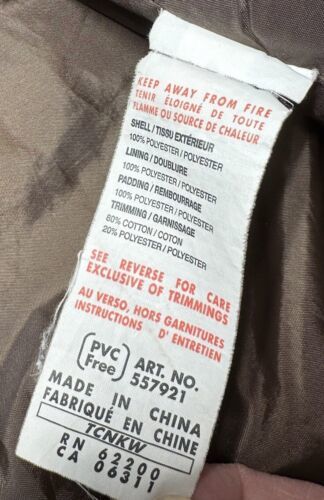 KEEP AWAY FROM FIRE
TENIR ÉLOIGNÉ DE TOUTE
FLAMME OU SOURCE DE CHALEUR
SHELL / TISSU EXTÉRIEUR
100% POLYESTER / POLYESTER
LINING / DOUBLURE
100% POLYESTER / POLYESTER
PADDING / REMBOURRAGE
100% POLYESTER / POLYESTER
TRIMMING / GARNISSAGE
80% COTTON / COTON
20% POLYESTER / POLYESTER
SEE REVERSE FOR CARE
EXCLUSIVE OF TRIMMINGS
AU VERSO, HORS GARNITURES
INSTRUCTIONS D' ENTRETIEN
(PVC Free) ART. NO.
557921
MADE IN CHINA
FABRIQUÉ EN CHINE
TCNKW
RN 62200
CA 06311